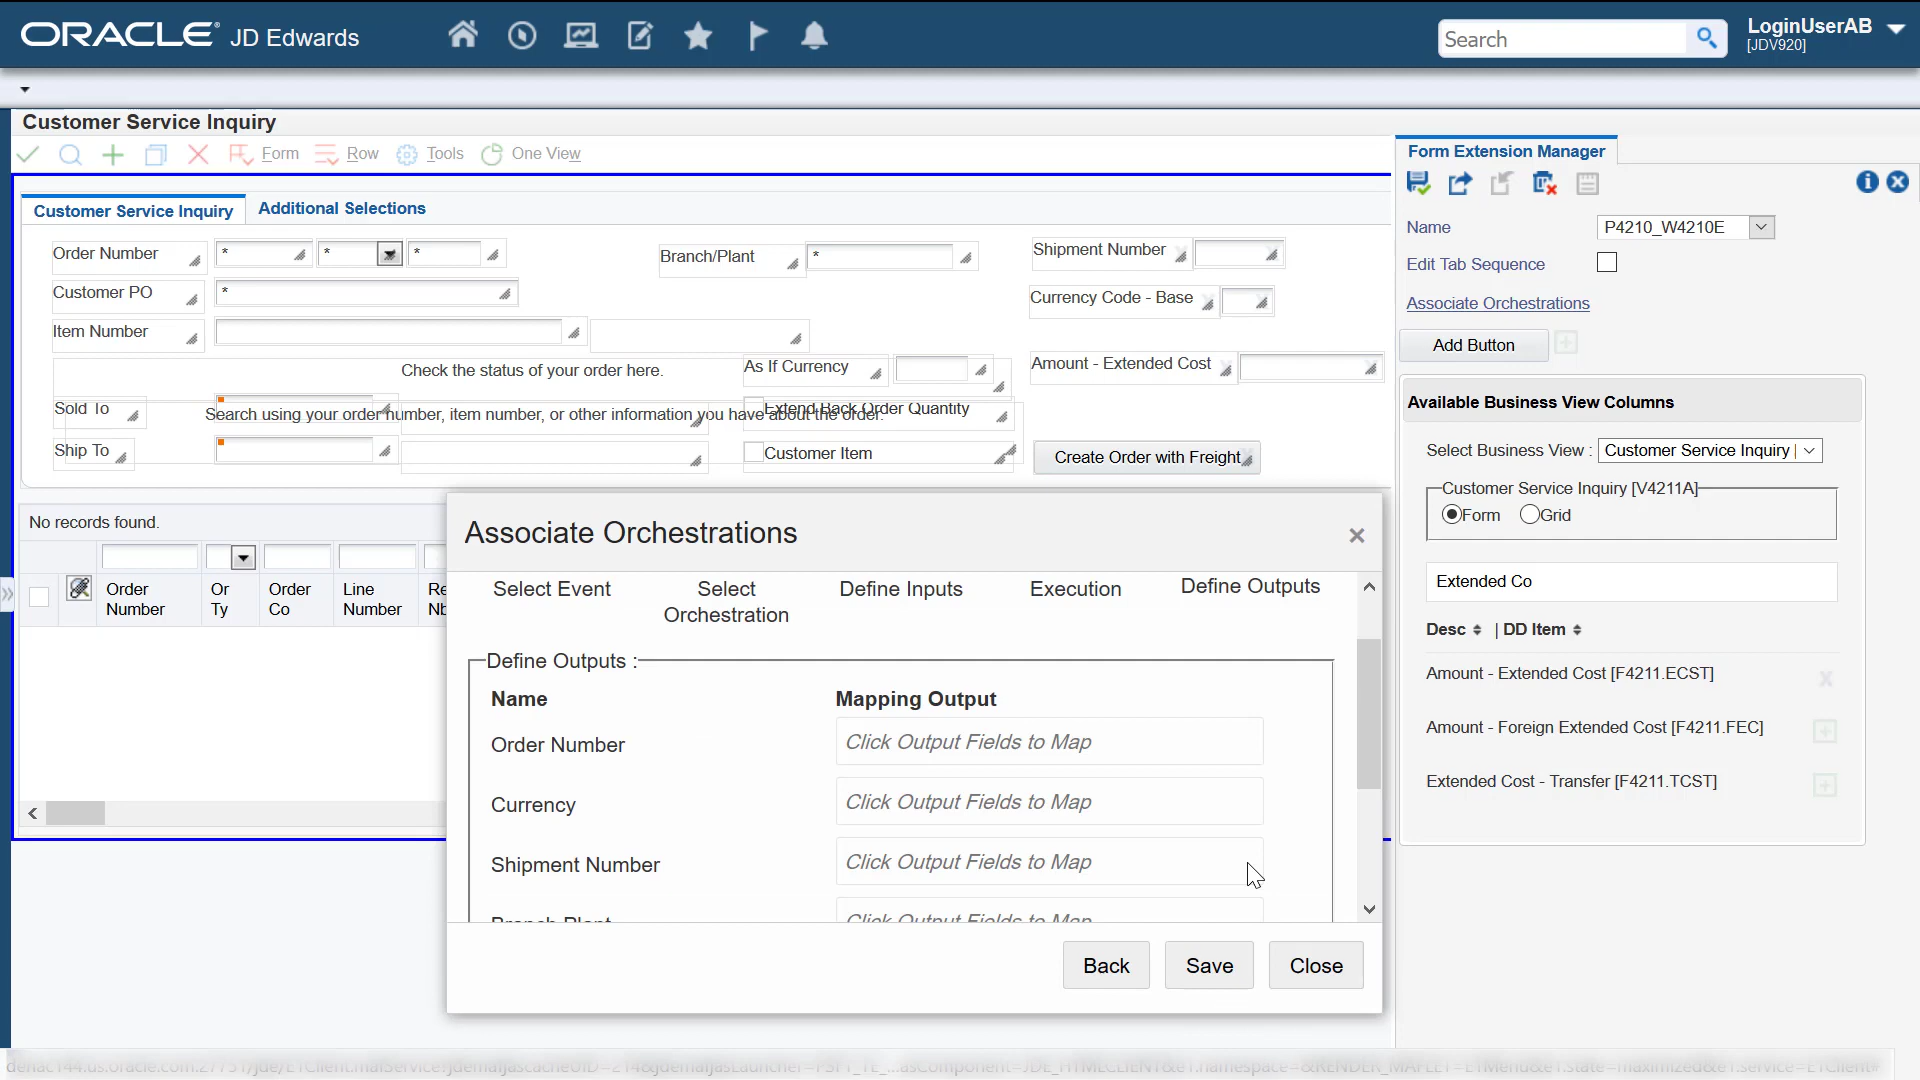 ORACLE JD Edwards
Search
LoginUserAB
[JDV920]
Customer Service Inquiry
Form Row Tools One View
Form Extension Manager
Customer Service Inquiry Additional Selections
Name P4210_W4210E
Edit Tab Sequence
Associate Orchestrations
Add Button
Order Number * * *
Branch/Plant *
Shipment Number
Customer PO *
Currency Code - Base
Item Number
Check the status of your order here.
As If Currency
Amount - Extended Cost
Sold To
Search using your order number, item number, or other information you have about the order.
Extend Back Order Quantity
Ship To
Customer Item
Create Order with Freight
Available Business View Columns
Select Business View : Customer Service Inquiry |
Customer Service Inquiry [V4211A]
Form Grid
Extended Co
Desc | DD Item
Amount - Extended Cost [F4211.ECST]
Amount - Foreign Extended Cost [F4211.FEC]
Extended Cost - Transfer [F4211.TCST]
No records found.
Order Number
Or Ty
Order Co
Line Number
Re
Nb
Associate Orchestrations
Select Event
Select Orchestration
Define Inputs
Execution
Define Outputs
Define Outputs :
Name Mapping Output
Order Number Click Output Fields to Map
Currency Click Output Fields to Map
Shipment Number Click Output Fields to Map
Branch Plant Click Output Fields to Map
Back Save Close